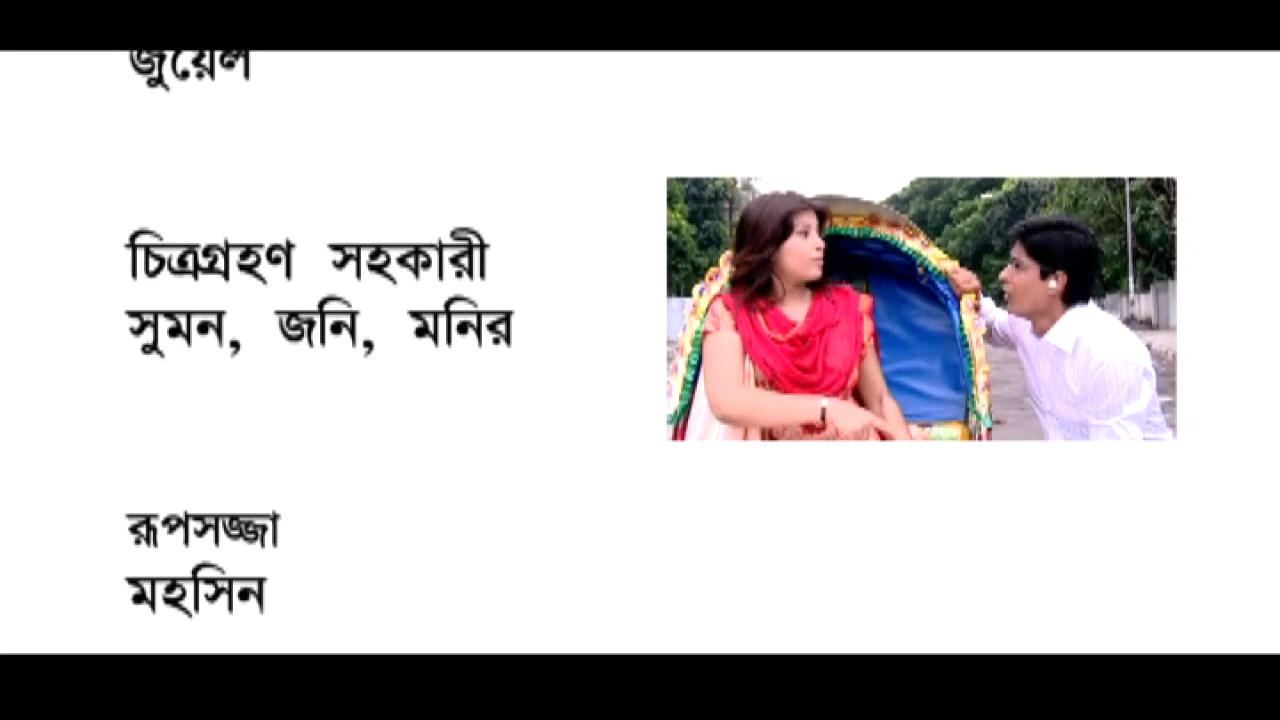 জুয়েল
চিত্রগ্রহণ সহকারী
সুমন, জনি, মনির
রূপসজ্জা
মহসিন